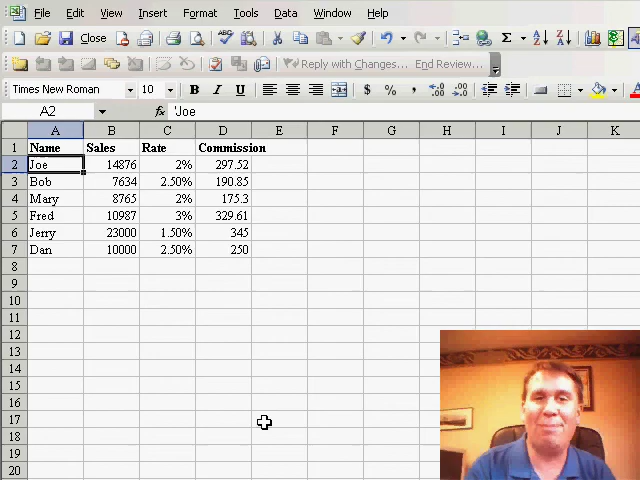 File Edit View Insert Format Tools Data Window Help
Close Σ
Reply with Changes... End Review...
Times New Roman 10 B I U $ % ,
A2 fx 'Joe
A B C D E F G H I J K
1 Name Sales Rate Commission
2 Joe 14876 2% 297.52
3 Bob 7634 2.50% 190.85
4 Mary 8765 2% 175.3
5 Fred 10987 3% 329.61
6 Jerry 23000 1.50% 345
7 Dan 10000 2.50% 250
8
9
10
11
12
13
14
15
16
17
18
19
20